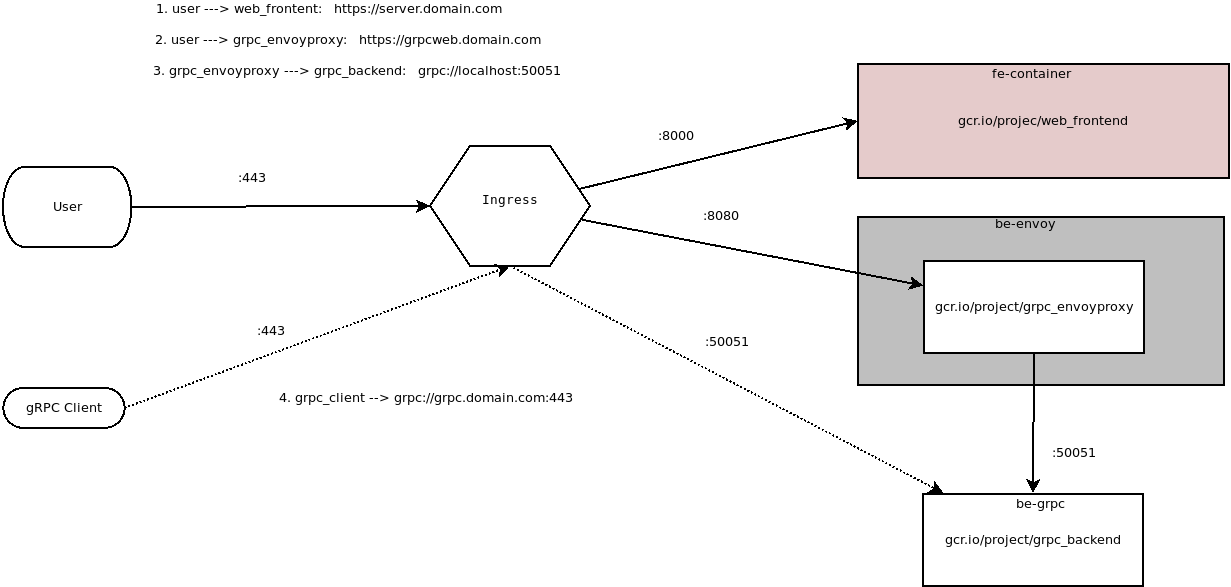 1. user ---> web_frontent:   https://server.domain.com
2. user ---> grpc_envoyproxy:   https://grpcweb.domain.com
3. grpc_envoyproxy ---> grpc_backend:   grpc://localhost:50051
fe-container
gcr.io/projec/web_frontend
:8000
:443
User
Ingress
:8080
be-envoy
gcr.io/project/grpc_envoyproxy
:443
:50051
4. grpc_client --> grpc://grpc.domain.com:443
gRPC Client
:50051
be-grpc
gcr.io/project/grpc_backend